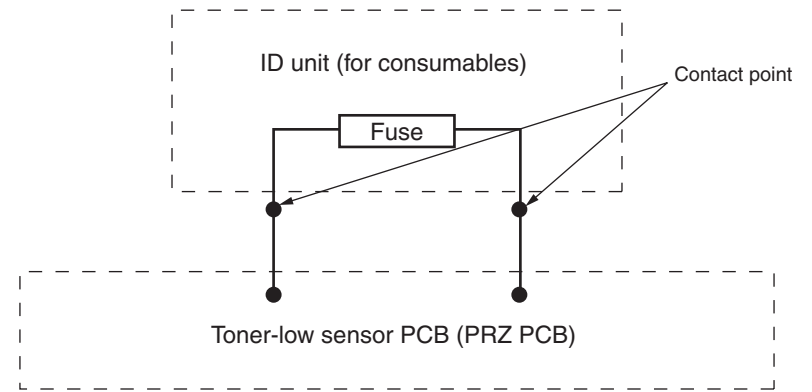 ID unit (for consumables)
Contact point
Fuse
Toner-low sensor PCB (PRZ PCB)